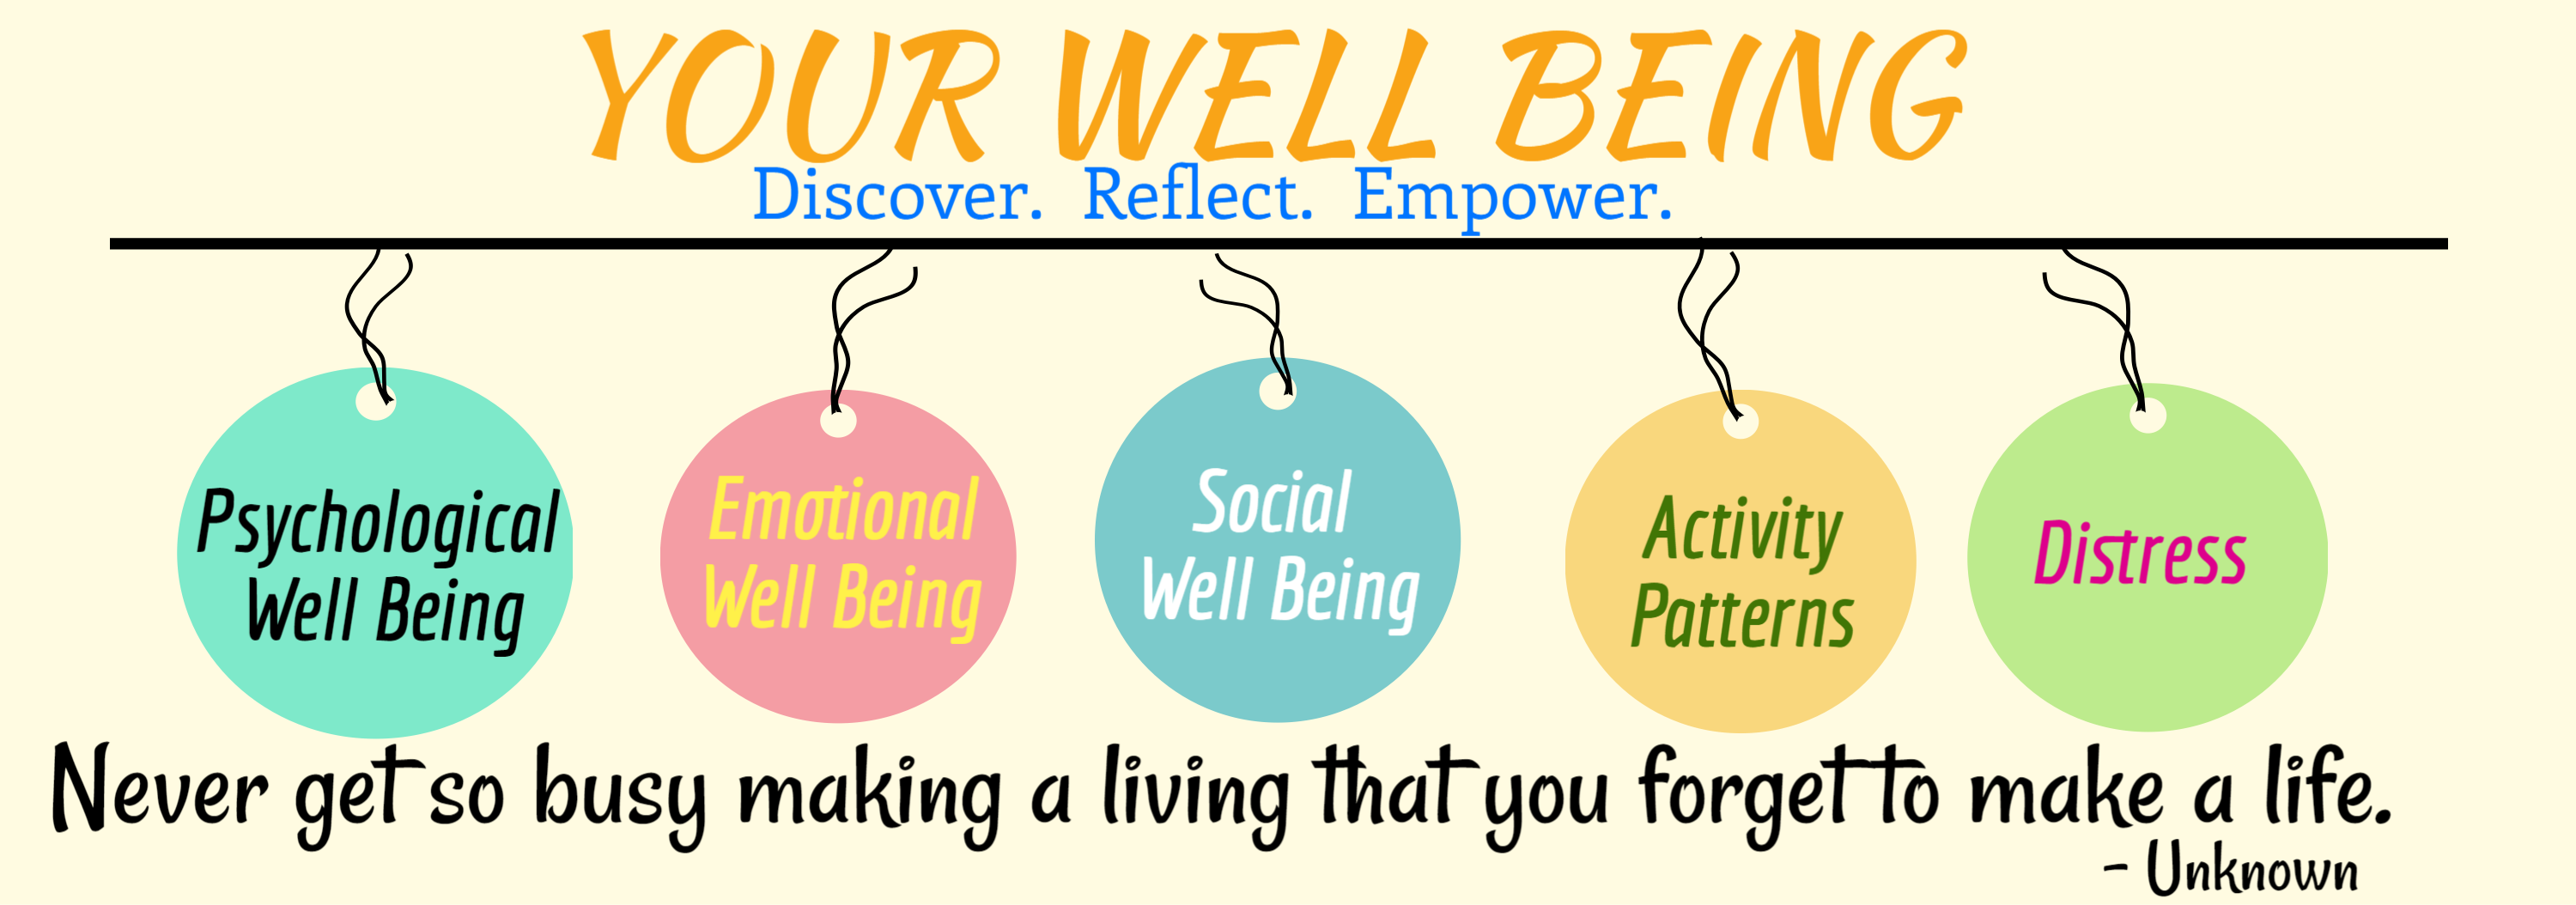 YOUR WELL BEING
Discover. Reflect. Empower.
Psychological
Well Being
Emotional
Well Being
Social
Well Being
Activity
Patterns
Distress
Never get so busy making a living that you forget to make a life.
- Unknown